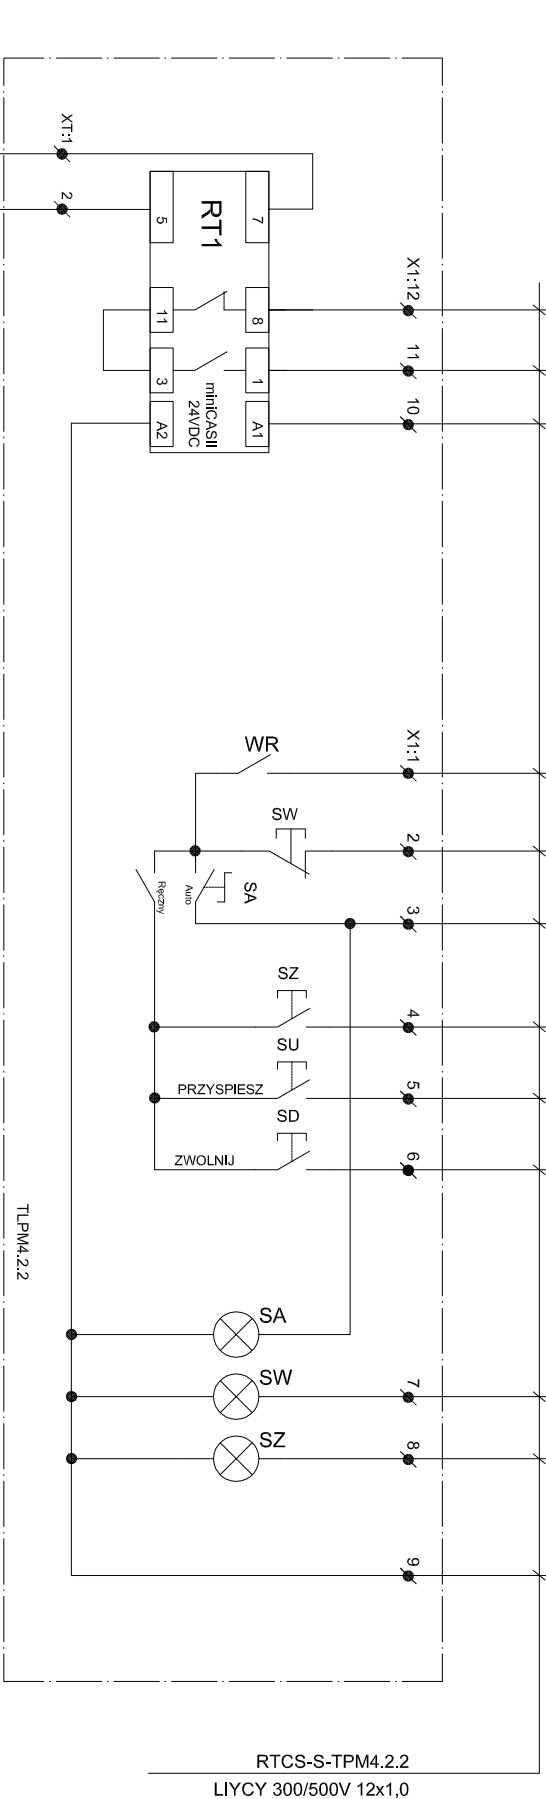 XT:1
2
RT1
5
7
11
8
3
1
A2
A1
miniCASII
24VDC
X1:12
11
10
WR
X1:1
SW
2
Ręczny
Auto
SA
3
SZ
4
SU
PRZYSPIESZ
5
SD
ZWOLNIJ
6
TLPM4.2.2
SA
SW
7
SZ
8
9
RTCS-S-TPM4.2.2
LIYCY 300/500V 12x1,0